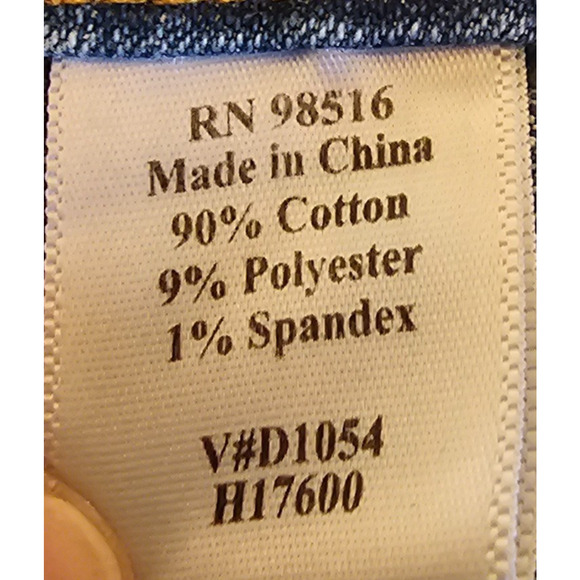 RN 98516
Made in China
90% Cotton
9% Polyester
1% Spandex
V#D1054
H17600